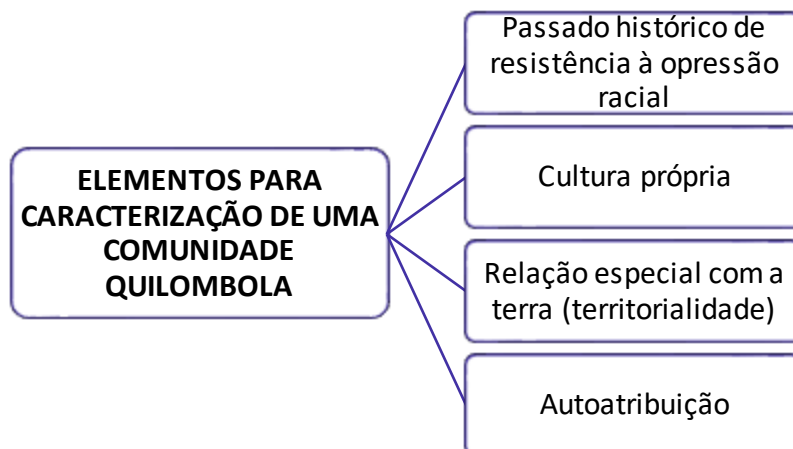 ELEMENTOS PARA
CARACTERIZAÇÃO DE UMA
COMUNIDADE
QUILOMBOLA
Passado histórico de
resistência à opressão
racial
Cultura própria
Relação especial com a
terra (territorialidade)
Autoatribuição